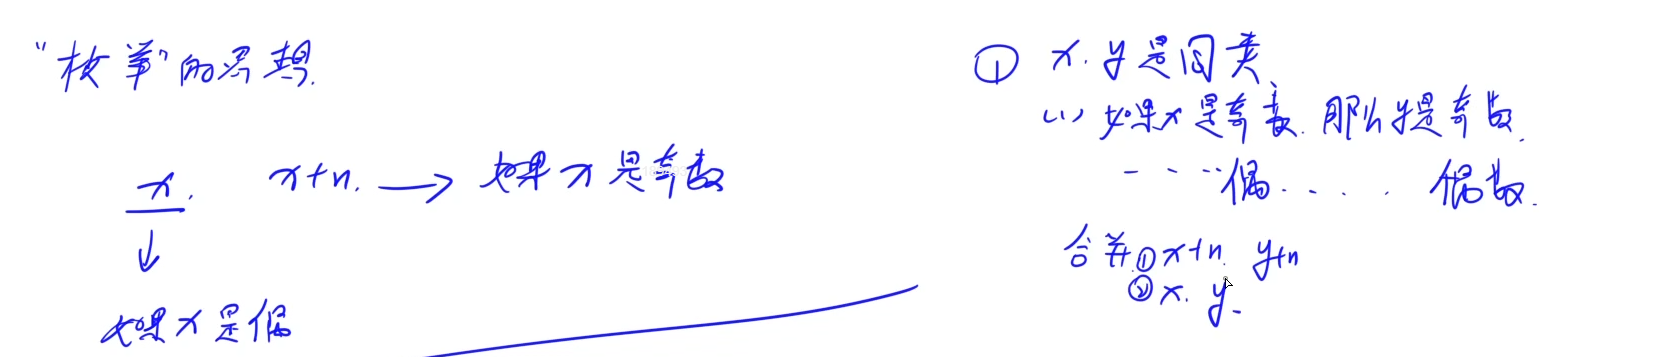 “枚举”的思想.
x. x+n. → 如果x是奇数
↓
如果x是偶
① x. y是同类
(1) 如果x是奇数. 那么y是奇数.
- - - ··偶. . . . 偶数.
合并.①x+n. y+n
②x. y.